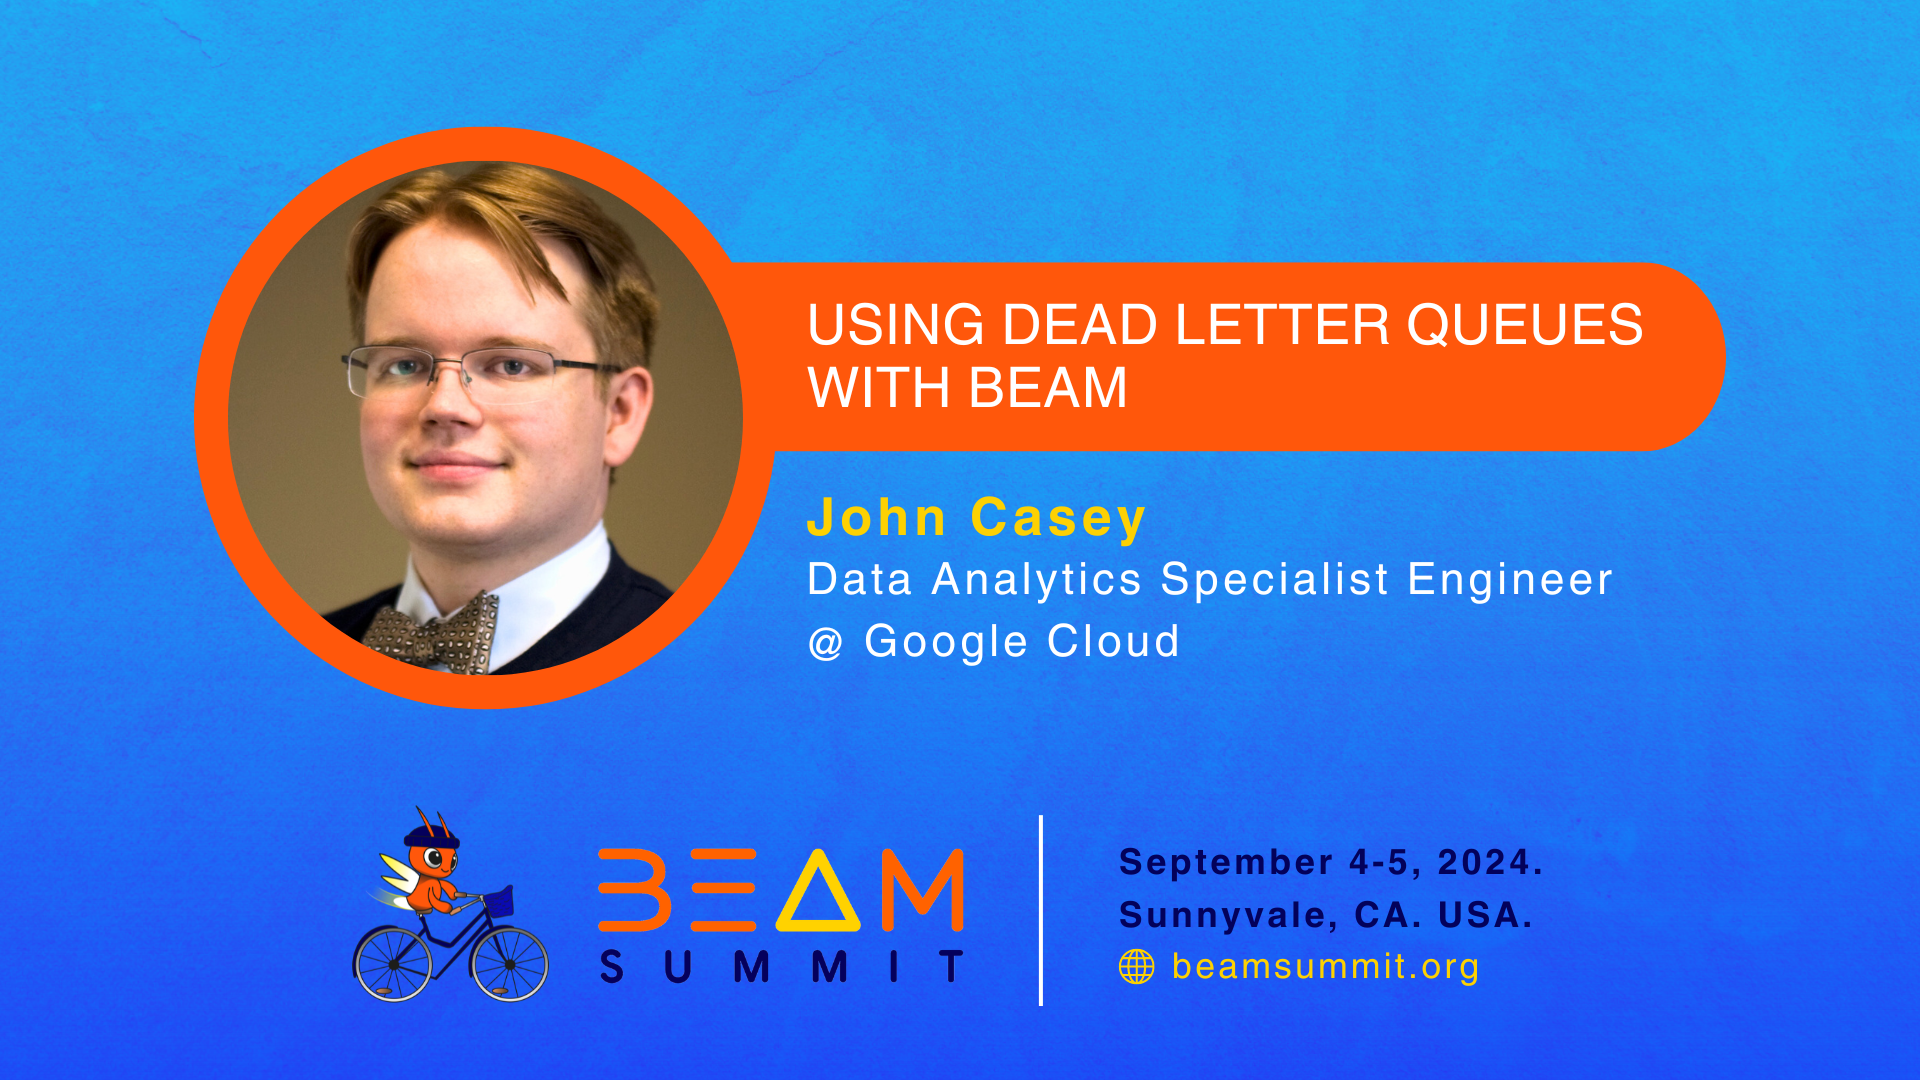 USING DEAD LETTER QUEUES
WITH BEAM
John Casey
Data Analytics Specialist Engineer
@ Google Cloud
BEAM
SUMMIT
September 4-5, 2024.
Sunnyvale, CA. USA.
beamsummit.org